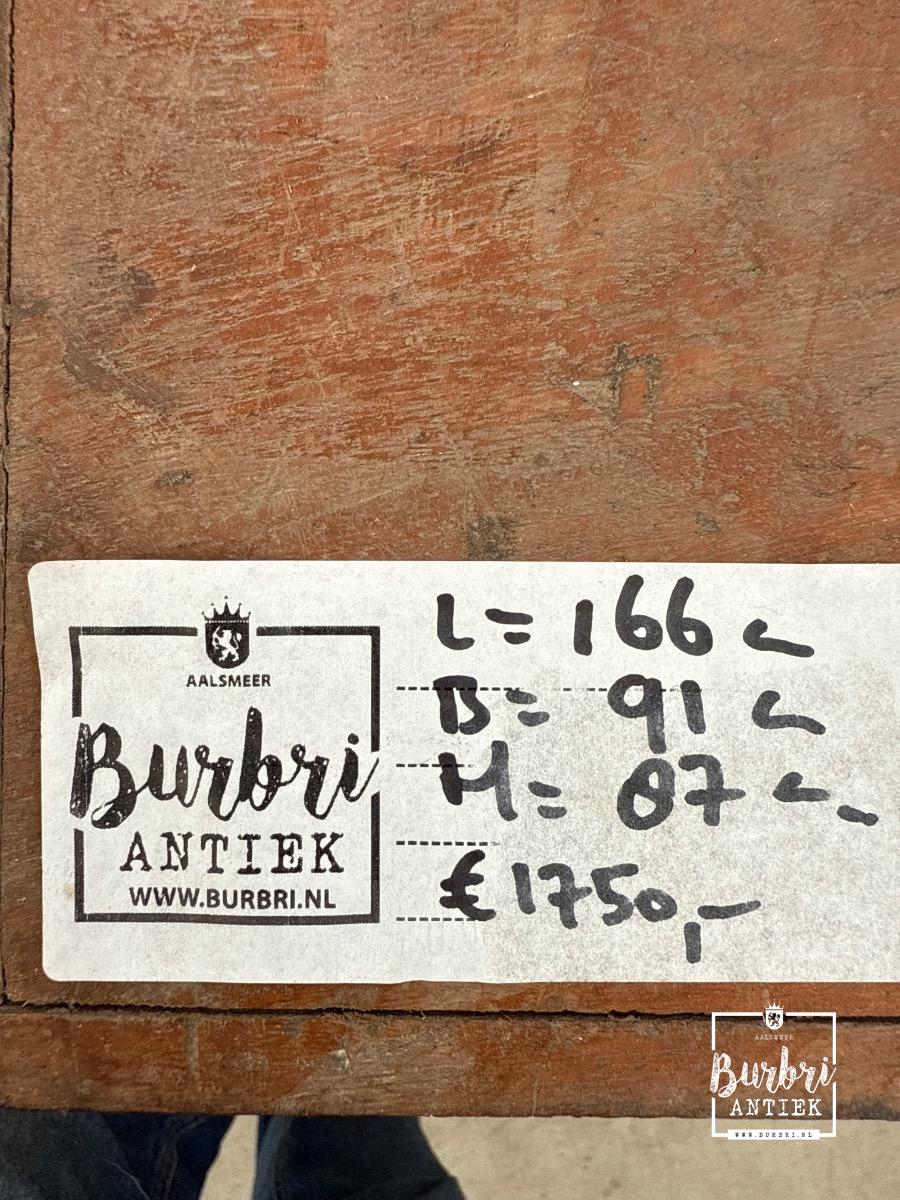 AALSMEER
Burbri
ANTIEK
WWW.BURBRI.NL
L = 166 c
B = 91 c
H = 87 c
€ 1750,-
AALSMEER
Burbri
ANTIEK
WWW.BURBRI.NL